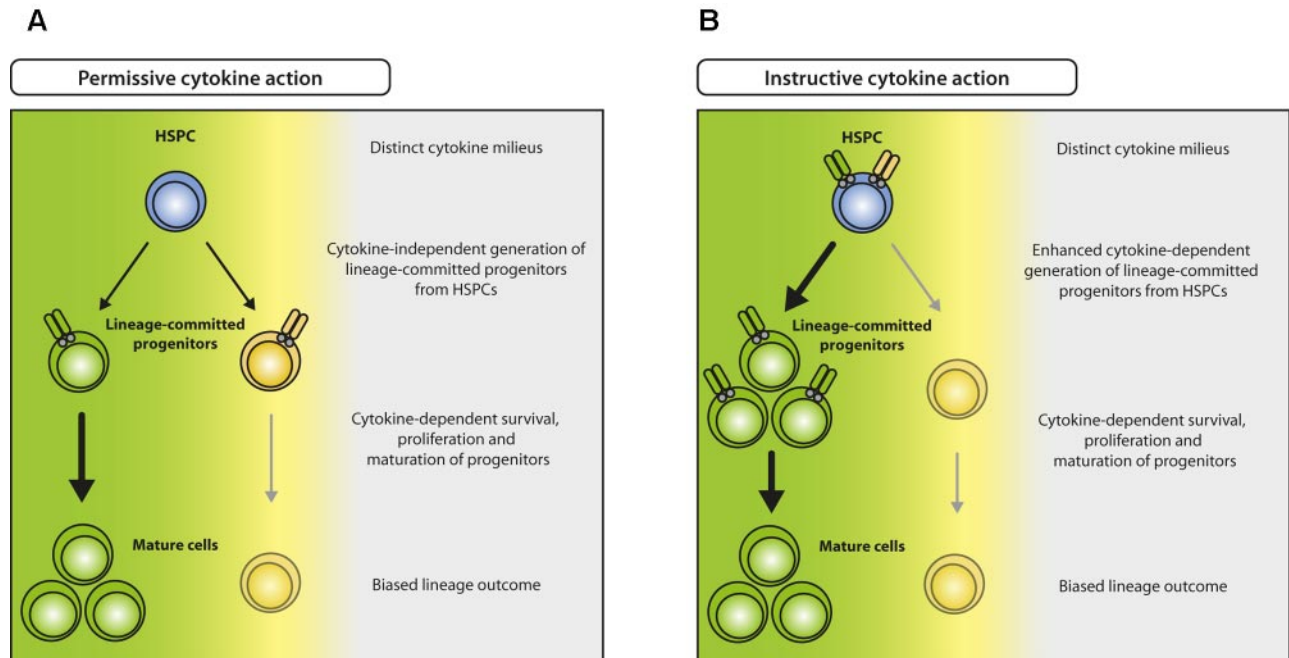 A
Permissive cytokine action
HSPC
Distinct cytokine milieus
Cytokine-independent generation of
lineage-committed progenitors
from HSPCs
Lineage-committed
progenitors
Cytokine-dependent survival,
proliferation and
maturation of progenitors
Mature cells
Biased lineage outcome
B
Instructive cytokine action
HSPC
Distinct cytokine milieus
Enhanced cytokine-dependent
generation of lineage-committed
progenitors from HSPCs
Lineage-committed
progenitors
Cytokine-dependent survival,
proliferation and
maturation of progenitors
Mature cells
Biased lineage outcome